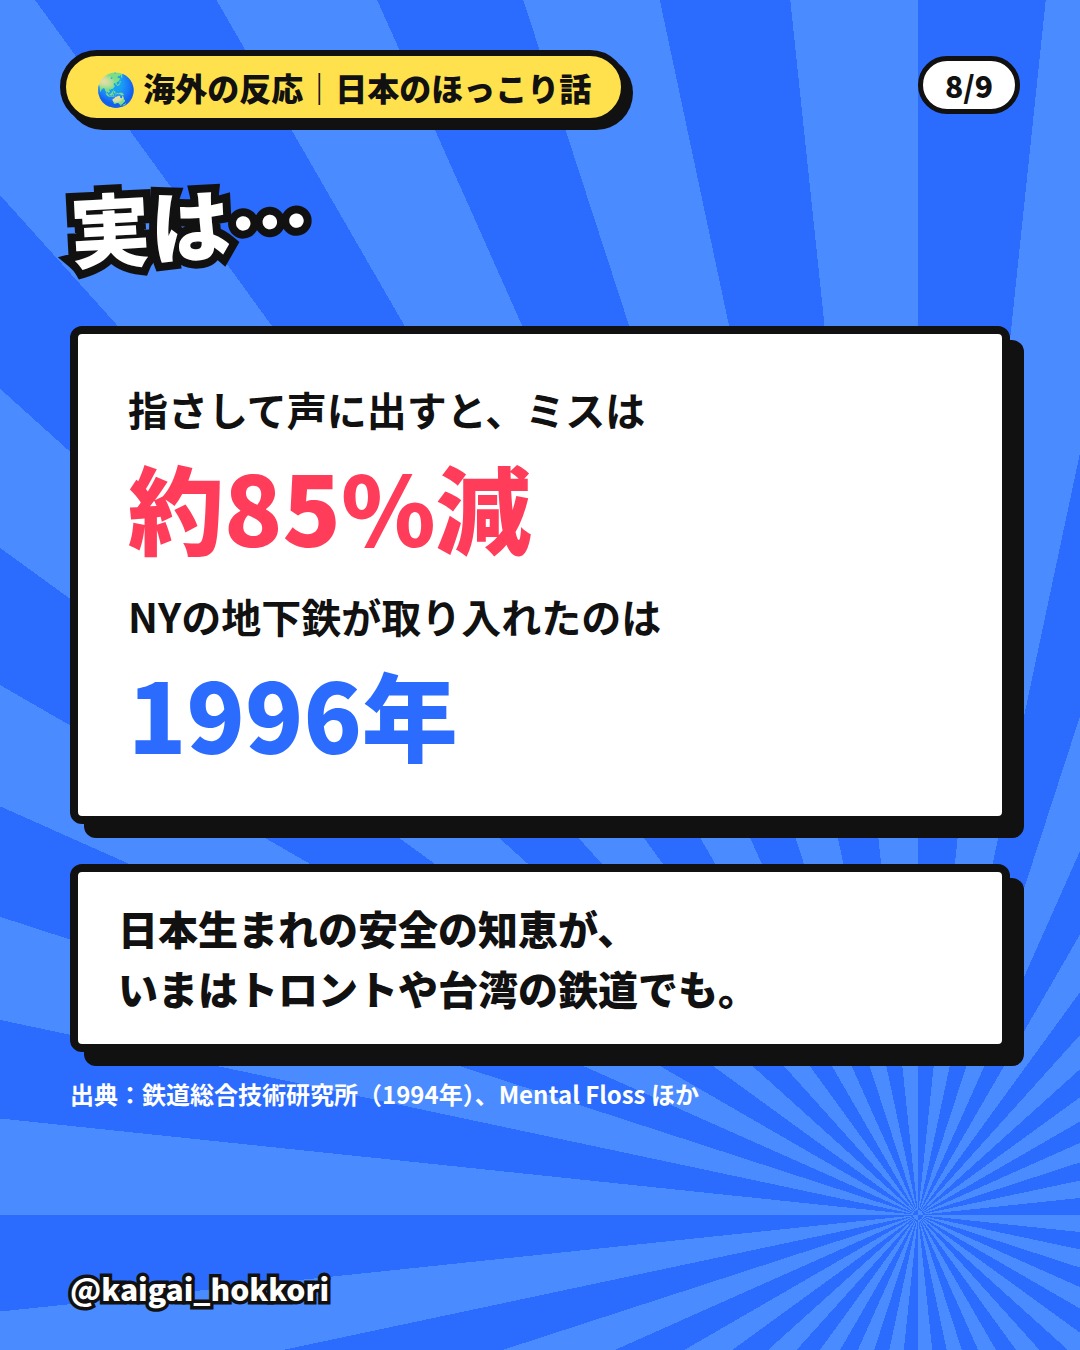 🌏 海外の反応｜日本のほっこり話
8/9
実は…
指さして声に出すと、ミスは
約85%減
NYの地下鉄が取り入れたのは
1996年
日本生まれの安全の知恵が、
いまはトロントや台湾の鉄道でも。
出典：鉄道総合技術研究所（1994年）、Mental Floss ほか
@kaigai_hokkori